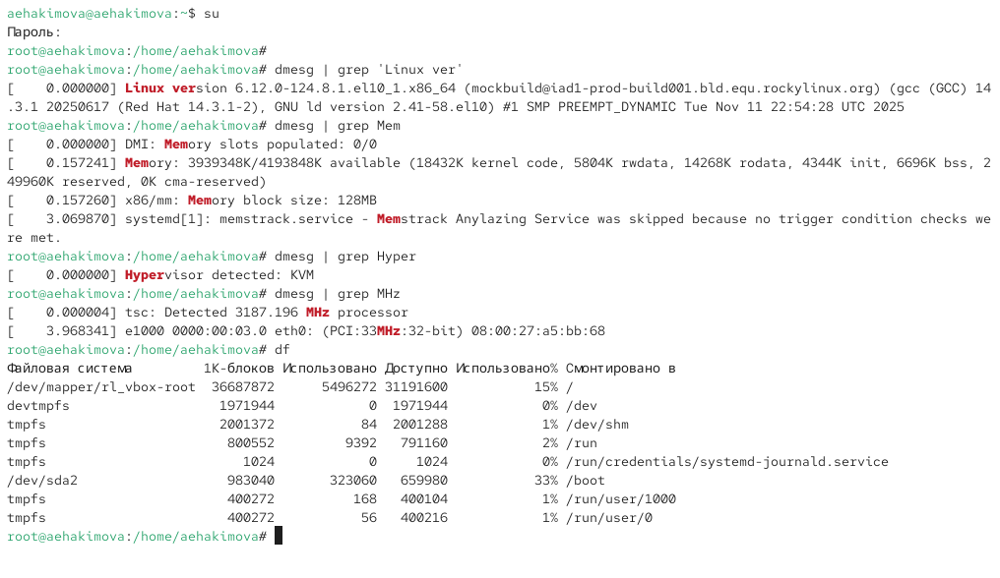 aehakimova@aehakimova:~$ su
Пароль:
root@aehakimova:/home/aehakimova#
root@aehakimova:/home/aehakimova# dmesg | grep 'Linux ver'
[    0.000000] Linux version 6.12.0-124.8.1.el10_1.x86_64 (mockbuild@iad1-prod-build001.bld.equ.rockylinux.org) (gcc (GCC) 14
.3.1 20250617 (Red Hat 14.3.1-2), GNU ld version 2.41-58.el10) #1 SMP PREEMPT_DYNAMIC Tue Nov 11 22:54:28 UTC 2025
root@aehakimova:/home/aehakimova# dmesg | grep Mem
[    0.000000] DMI: Memory slots populated: 0/0
[    0.157241] Memory: 3939348K/4193848K available (18432K kernel code, 5804K rwdata, 14268K rodata, 4344K init, 6696K bss, 2
49960K reserved, 0K cma-reserved)
[    0.157260] x86/mm: Memory block size: 128MB
[    3.069870] systemd[1]: memstrack.service - Memstrack Anylazing Service was skipped because no trigger condition checks we
re met.
root@aehakimova:/home/aehakimova# dmesg | grep Hyper
[    0.000000] Hypervisor detected: KVM
root@aehakimova:/home/aehakimova# dmesg | grep MHz
[    0.000004] tsc: Detected 3187.196 MHz processor
[    3.968341] e1000 0000:00:03.0 eth0: (PCI:33MHz:32-bit) 08:00:27:a5:bb:68
root@aehakimova:/home/aehakimova# df
Файловая система         1K-блоков Использовано Доступно Использовано% Смонтировано в
/dev/mapper/rl_vbox-root  36687872      5496272 31191600           15% /
devtmpfs                   1971944            0  1971944            0% /dev
tmpfs                      2001372           84  2001288            1% /dev/shm
tmpfs                       800552         9392   791160            2% /run
tmpfs                         1024            0     1024            0% /run/credentials/systemd-journald.service
/dev/sda2                   983040       323060   659980           33% /boot
tmpfs                       400272          168   400104            1% /run/user/1000
tmpfs                       400272           56   400216            1% /run/user/0
root@aehakimova:/home/aehakimova#